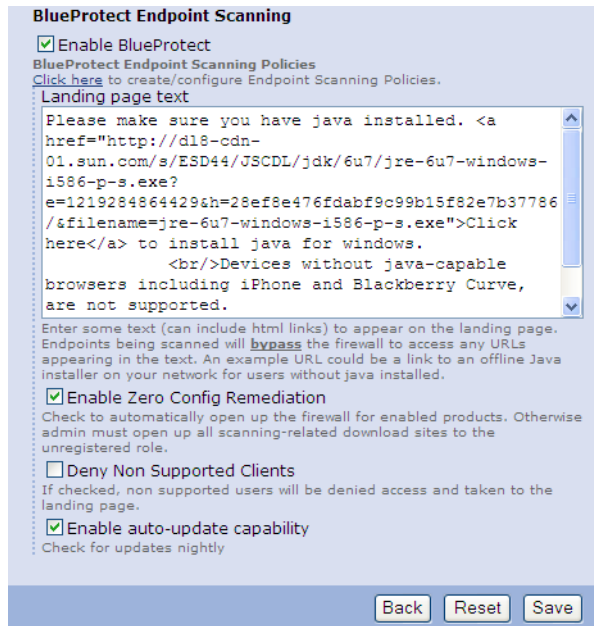 BlueProtect Endpoint Scanning
Enable BlueProtect
BlueProtect Endpoint Scanning Policies
Click here to create/configure Endpoint Scanning Policies.
Landing page text
Please make sure you have java installed. <a
href="http://dl8-cdn-
01.sun.com/s/ESD44/JSCDL/jdk/6u7/jre-6u7-windows-
i586-p-s.exe?
e=1219284864429&h=28ef8e476fdabf9c99b15f82e7b37786
/&filename=jre-6u7-windows-i586-p-s.exe">Click
here</a> to install java for windows.
<br/>Devices without java-capable
browsers including iPhone and Blackberry Curve,
are not supported.
Enter some text (can include html links) to appear on the landing page.
Endpoints being scanned will bypass the firewall to access any URLs
appearing in the text. An example URL could be a link to an offline Java
installer on your network for users without java installed.
Enable Zero Config Remediation
Check to automatically open up the firewall for enabled products. Otherwise
admin must open up all scanning-related download sites to the
unregistered role.
Deny Non Supported Clients
If checked, non supported users will be denied access and taken to the
landing page.
Enable auto-update capability
Check for updates nightly
Back Reset Save